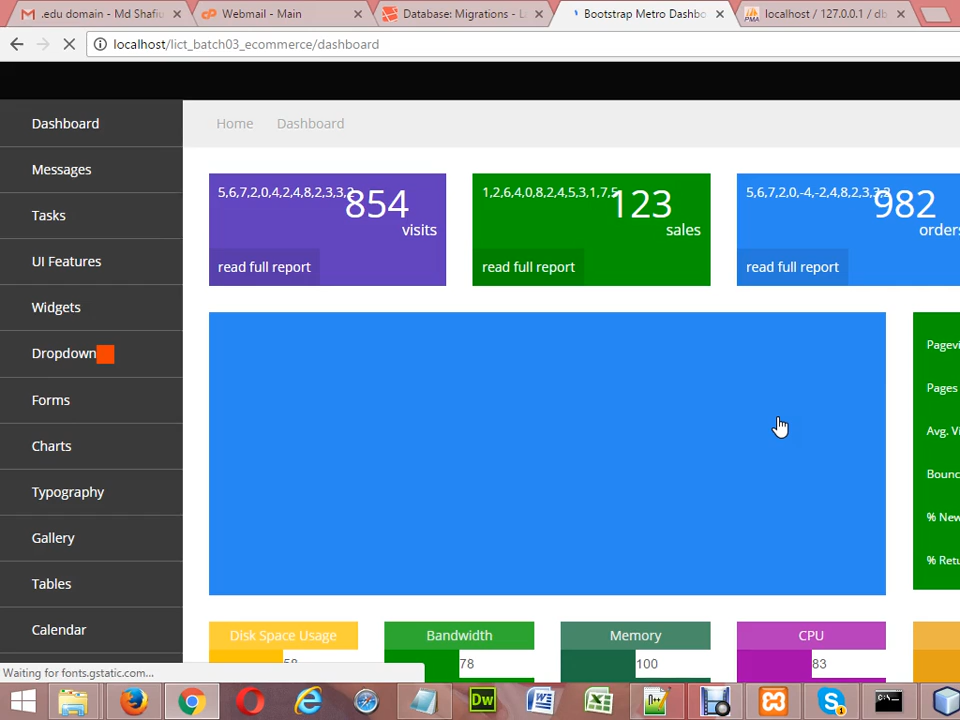 .edu domain - Md Shafiu
Webmail - Main
Database: Migrations - L
Bootstrap Metro Dashbo
localhost / 127.0.0.1 / db
localhost/lict_batch03_ecommerce/dashboard
Dashboard
Messages
Tasks
UI Features
Widgets
Dropdown
Forms
Charts
Typography
Gallery
Tables
Calendar
Home Dashboard
5,6,7,2,0,4,2,4,8,2,3,3,2
854
visits
read full report
1,2,6,4,0,8,2,4,5,3,1,7,5
123
sales
read full report
5,6,7,2,0,-4,-2,4,8,2,3,3,2
982
orders
read full report
Pagevi
Pages
Avg. Vi
Bounc
% New
% Retu
Disk Space Usage
58
Bandwidth
78
Memory
100
CPU
83
Waiting for fonts.gstatic.com...